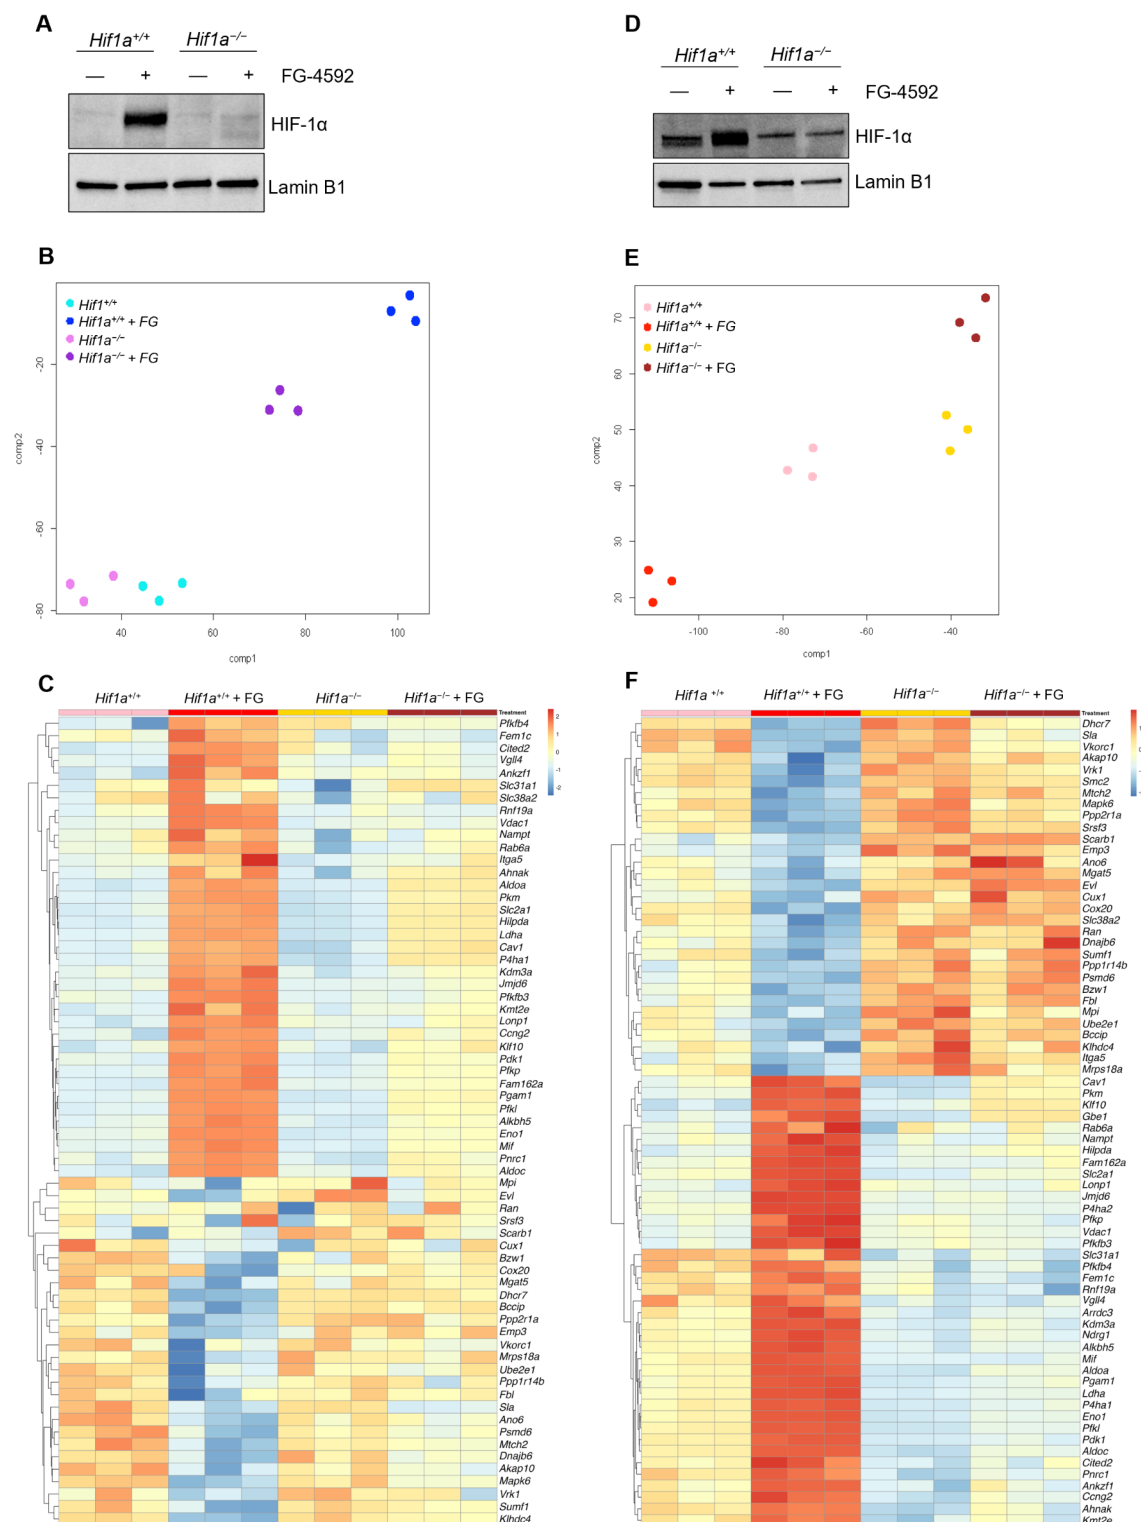 A
Hif1a+/+ Hif1a−/−
— + — + FG-4592
HIF-1α
Lamin B1
B
Hif1+/+
Hif1a+/+ + FG
Hif1a−/−
Hif1a−/− + FG
comp2
-20
-40
-60
-80
40 60 80 100
comp1
C
Hif1a+/+ Hif1a+/+ + FG Hif1a−/− Hif1a−/− + FG
Treatment
2
1
0
-1
-2
Pfkfb4
Fem1c
Cited2
Vgll4
Ankzf1
Slc31a1
Slc38a2
Rnf19a
Vdac1
Nampt
Rab6a
Itga5
Ahnak
Aldoa
Pkm
Slc2a1
Hilpda
Ldha
Cav1
P4ha1
Kdm3a
Jmjd6
Pfkfb3
Kmt2e
Lonp1
Ccng2
Klf10
Pdk1
Pfkp
Fam162a
Pgam1
Pfkl
Alkbh5
Eno1
Mif
Pnrc1
Aldoc
Mpi
Evl
Ran
Srsf3
Scarb1
Cux1
Bzw1
Cox20
Mgat5
Dhcr7
Bccip
Ppp2r1a
Emp3
Vkorc1
Mrps18a
Ube2e1
Ppp1r14b
Fbl
Sla
Ano6
Psmd6
Mtch2
Dnajb6
Akap10
Mapk6
Vrk1
Sumf1
Klhdc4
D
Hif1a+/+ Hif1a−/−
— + — + FG-4592
HIF-1α
Lamin B1
E
Hif1a+/+
Hif1a+/+ + FG
Hif1a−/−
Hif1a−/− + FG
comp2
70
60
50
40
30
20
-100 -80 -60 -40
comp1
F
Hif1a +/+ Hif1a+/+ + FG Hif1a−/− Hif1a−/− + FG
Treatment
Dhcr7
Sla
Vkorc1
Akap10
Vrk1
Smc2
Mtch2
Mapk6
Ppp2r1a
Srsf3
Scarb1
Emp3
Ano6
Mgat5
Evl
Cux1
Cox20
Slc38a2
Ran
Dnajb6
Sumf1
Ppp1r14b
Psmd6
Bzw1
Fbl
Mpi
Ube2e1
Bccip
Klhdc4
Itga5
Mrps18a
Cav1
Pkm
Klf10
Gbe1
Rab6a
Nampt
Hilpda
Fam162a
Slc2a1
Lonp1
Jmjd6
P4ha2
Pfkp
Vdac1
Pfkfb3
Slc31a1
Pfkfb4
Fem1c
Rnf19a
Vgll4
Arrdc3
Kdm3a
Ndrg1
Alkbh5
Mif
Aldoa
Pgam1
Ldha
P4ha1
Eno1
Pfkl
Pdk1
Aldoc
Cited2
Pnrc1
Ankzf1
Ccng2
Ahnak
Kmt2e